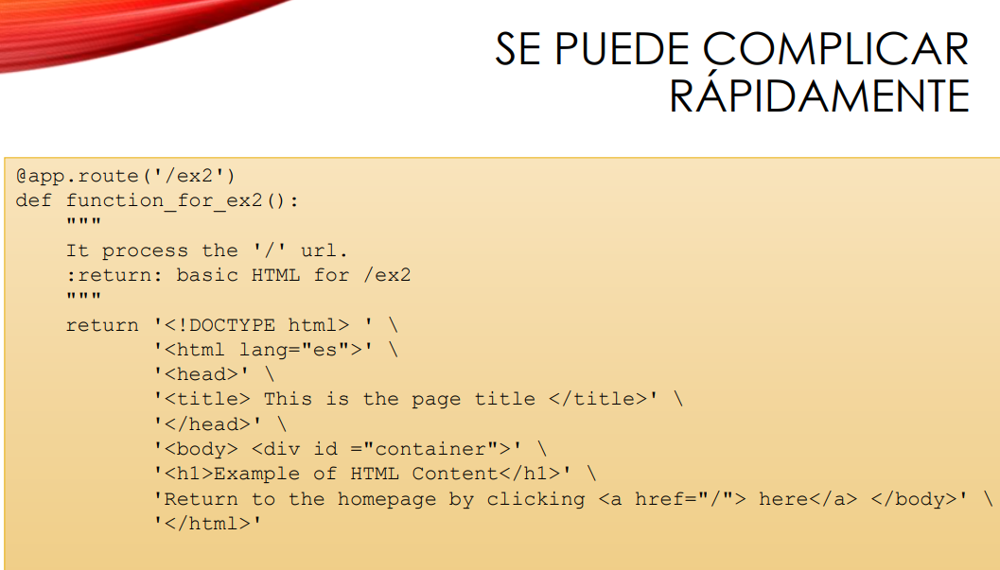 SE PUEDE COMPLICAR
RÁPIDAMENTE
@app.route('/ex2')
def function_for_ex2():
    """
    It process the '/' url.
    :return: basic HTML for /ex2
    """
    return '<!DOCTYPE html> ' \
           '<html lang="es">' \
           '<head>' \
           '<title> This is the page title </title>' \
           '</head>' \
           '<body> <div id ="container">' \
           '<h1>Example of HTML Content</h1>' \
           'Return to the homepage by clicking <a href="/"> here</a> </body>' \
           '</html>'